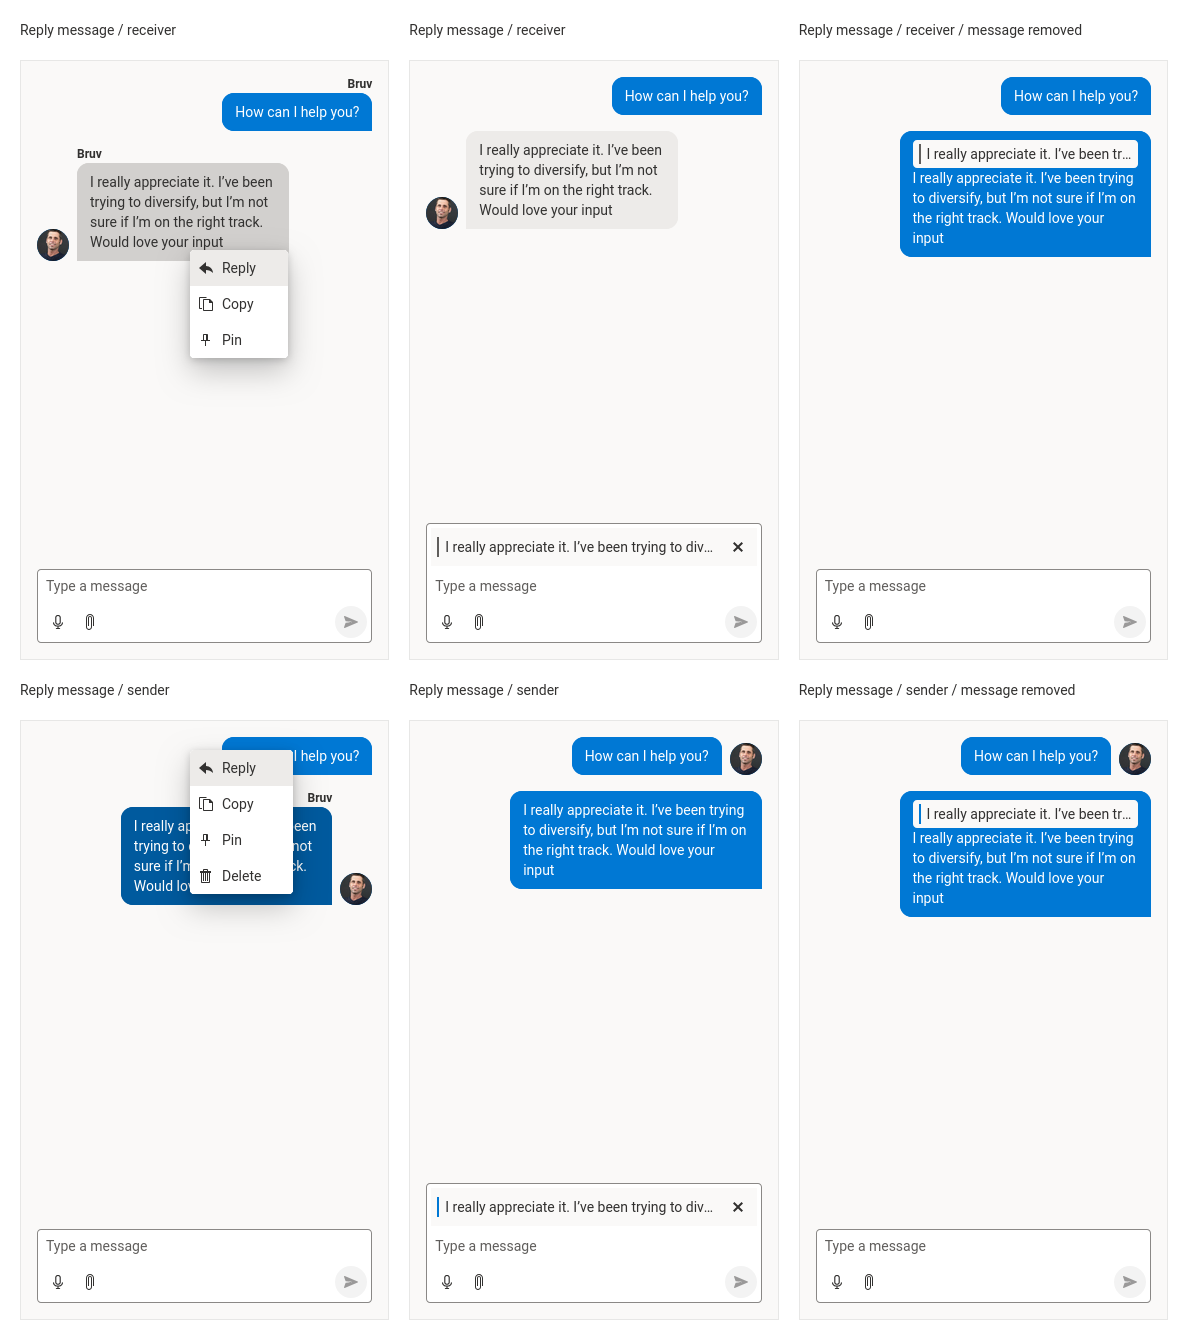 Reply message / receiver
Bruv
How can I help you?
Bruv
I really appreciate it. I've been
trying to diversify, but I'm not
sure if I'm on the right track.
Would love your input
Reply
Copy
Pin
Type a message
Reply message / receiver
How can I help you?
I really appreciate it. I've been
trying to diversify, but I'm not
sure if I'm on the right track.
Would love your input
I really appreciate it. I've been trying to div...
Type a message
Reply message / receiver / message removed
How can I help you?
I really appreciate it. I've been tr...
I really appreciate it. I've been trying
to diversify, but I'm not sure if I'm on
the right track. Would love your
input
Type a message
Reply message / sender
I help you?
Reply
Copy
Pin
Delete
Bruv
I really ap een
trying to not
sure if I'm ck.
Would lov
Type a message
Reply message / sender
How can I help you?
I really appreciate it. I've been trying
to diversify, but I'm not sure if I'm on
the right track. Would love your
input
I really appreciate it. I've been trying to div...
Type a message
Reply message / sender / message removed
How can I help you?
I really appreciate it. I've been tr...
I really appreciate it. I've been trying
to diversify, but I'm not sure if I'm on
the right track. Would love your
input
Type a message